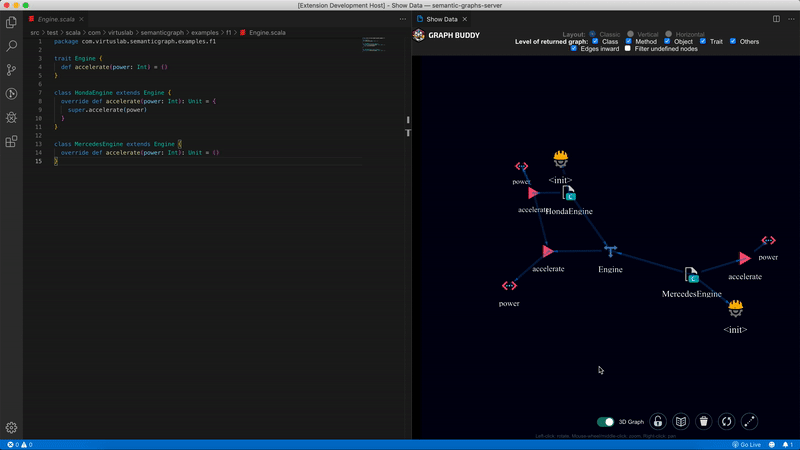 [Extension Development Host] - Show Data — semantic-graphs-server
Engine.scala ×
src > test > scala > com > virtuslab > semanticgraph > examples > f1 > Engine.scala
1 package com.virtuslab.semanticgraph.examples.f1
2
3 trait Engine {
4 def accelerate(power: Int) = ()
5 }
6
7 class HondaEngine extends Engine {
8 override def accelerate(power: Int): Unit = {
9 super.accelerate(power)
10 }
11 }
12
13 class MercedesEngine extends Engine {
14 override def accelerate(power: Int): Unit = ()
15 }
Show Data ×
GRAPH BUDDY
Layout: Classic Vertical Horizontal
Level of returned graph: Class Method Object Trait Others
Edges inward Filter undefined nodes
<init>
power
accelerate
HondaEngine
power
accelerate
Engine
accelerate
MercedesEngine
power
<init>
3D Graph
Left-click: rotate, Mouse-wheel/middle-click: zoom, Right-click: pan
0 0
Go Live
1